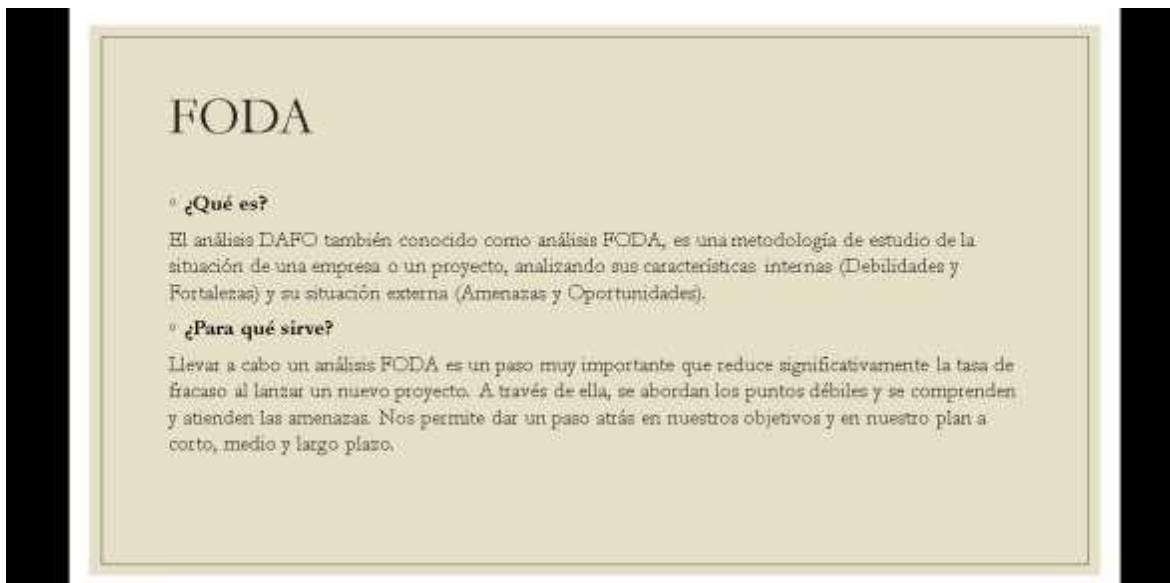 FODA
¿Qué es?
El análisis DAFO también conocido como análisis FODA, es una metodología de estudio de la
situación de una empresa o un proyecto, analizando sus características internas (Debilidades y
Fortalezas) y su situación externa (Amenazas y Oportunidades).
¿Para qué sirve?
Llevar a cabo un análisis FODA es un paso muy importante que reduce significativamente la tasa de
fracaso al lanzar un nuevo proyecto. A través de ella, se abordan los puntos débiles y se comprenden
y atienden las amenazas. Nos permite dar un paso atrás en nuestros objetivos y en nuestro plan a
corto, medio y largo plazo.